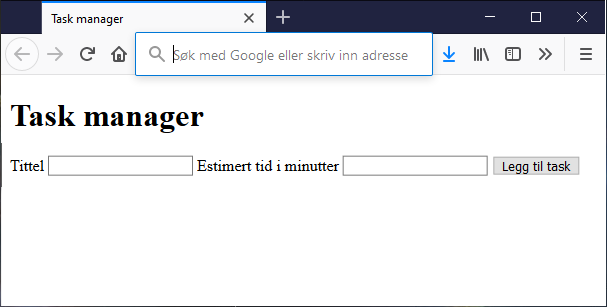 Task manager
Søk med Google eller skriv inn adresse
Task manager
Tittel Estimert tid i minutter Legg til task